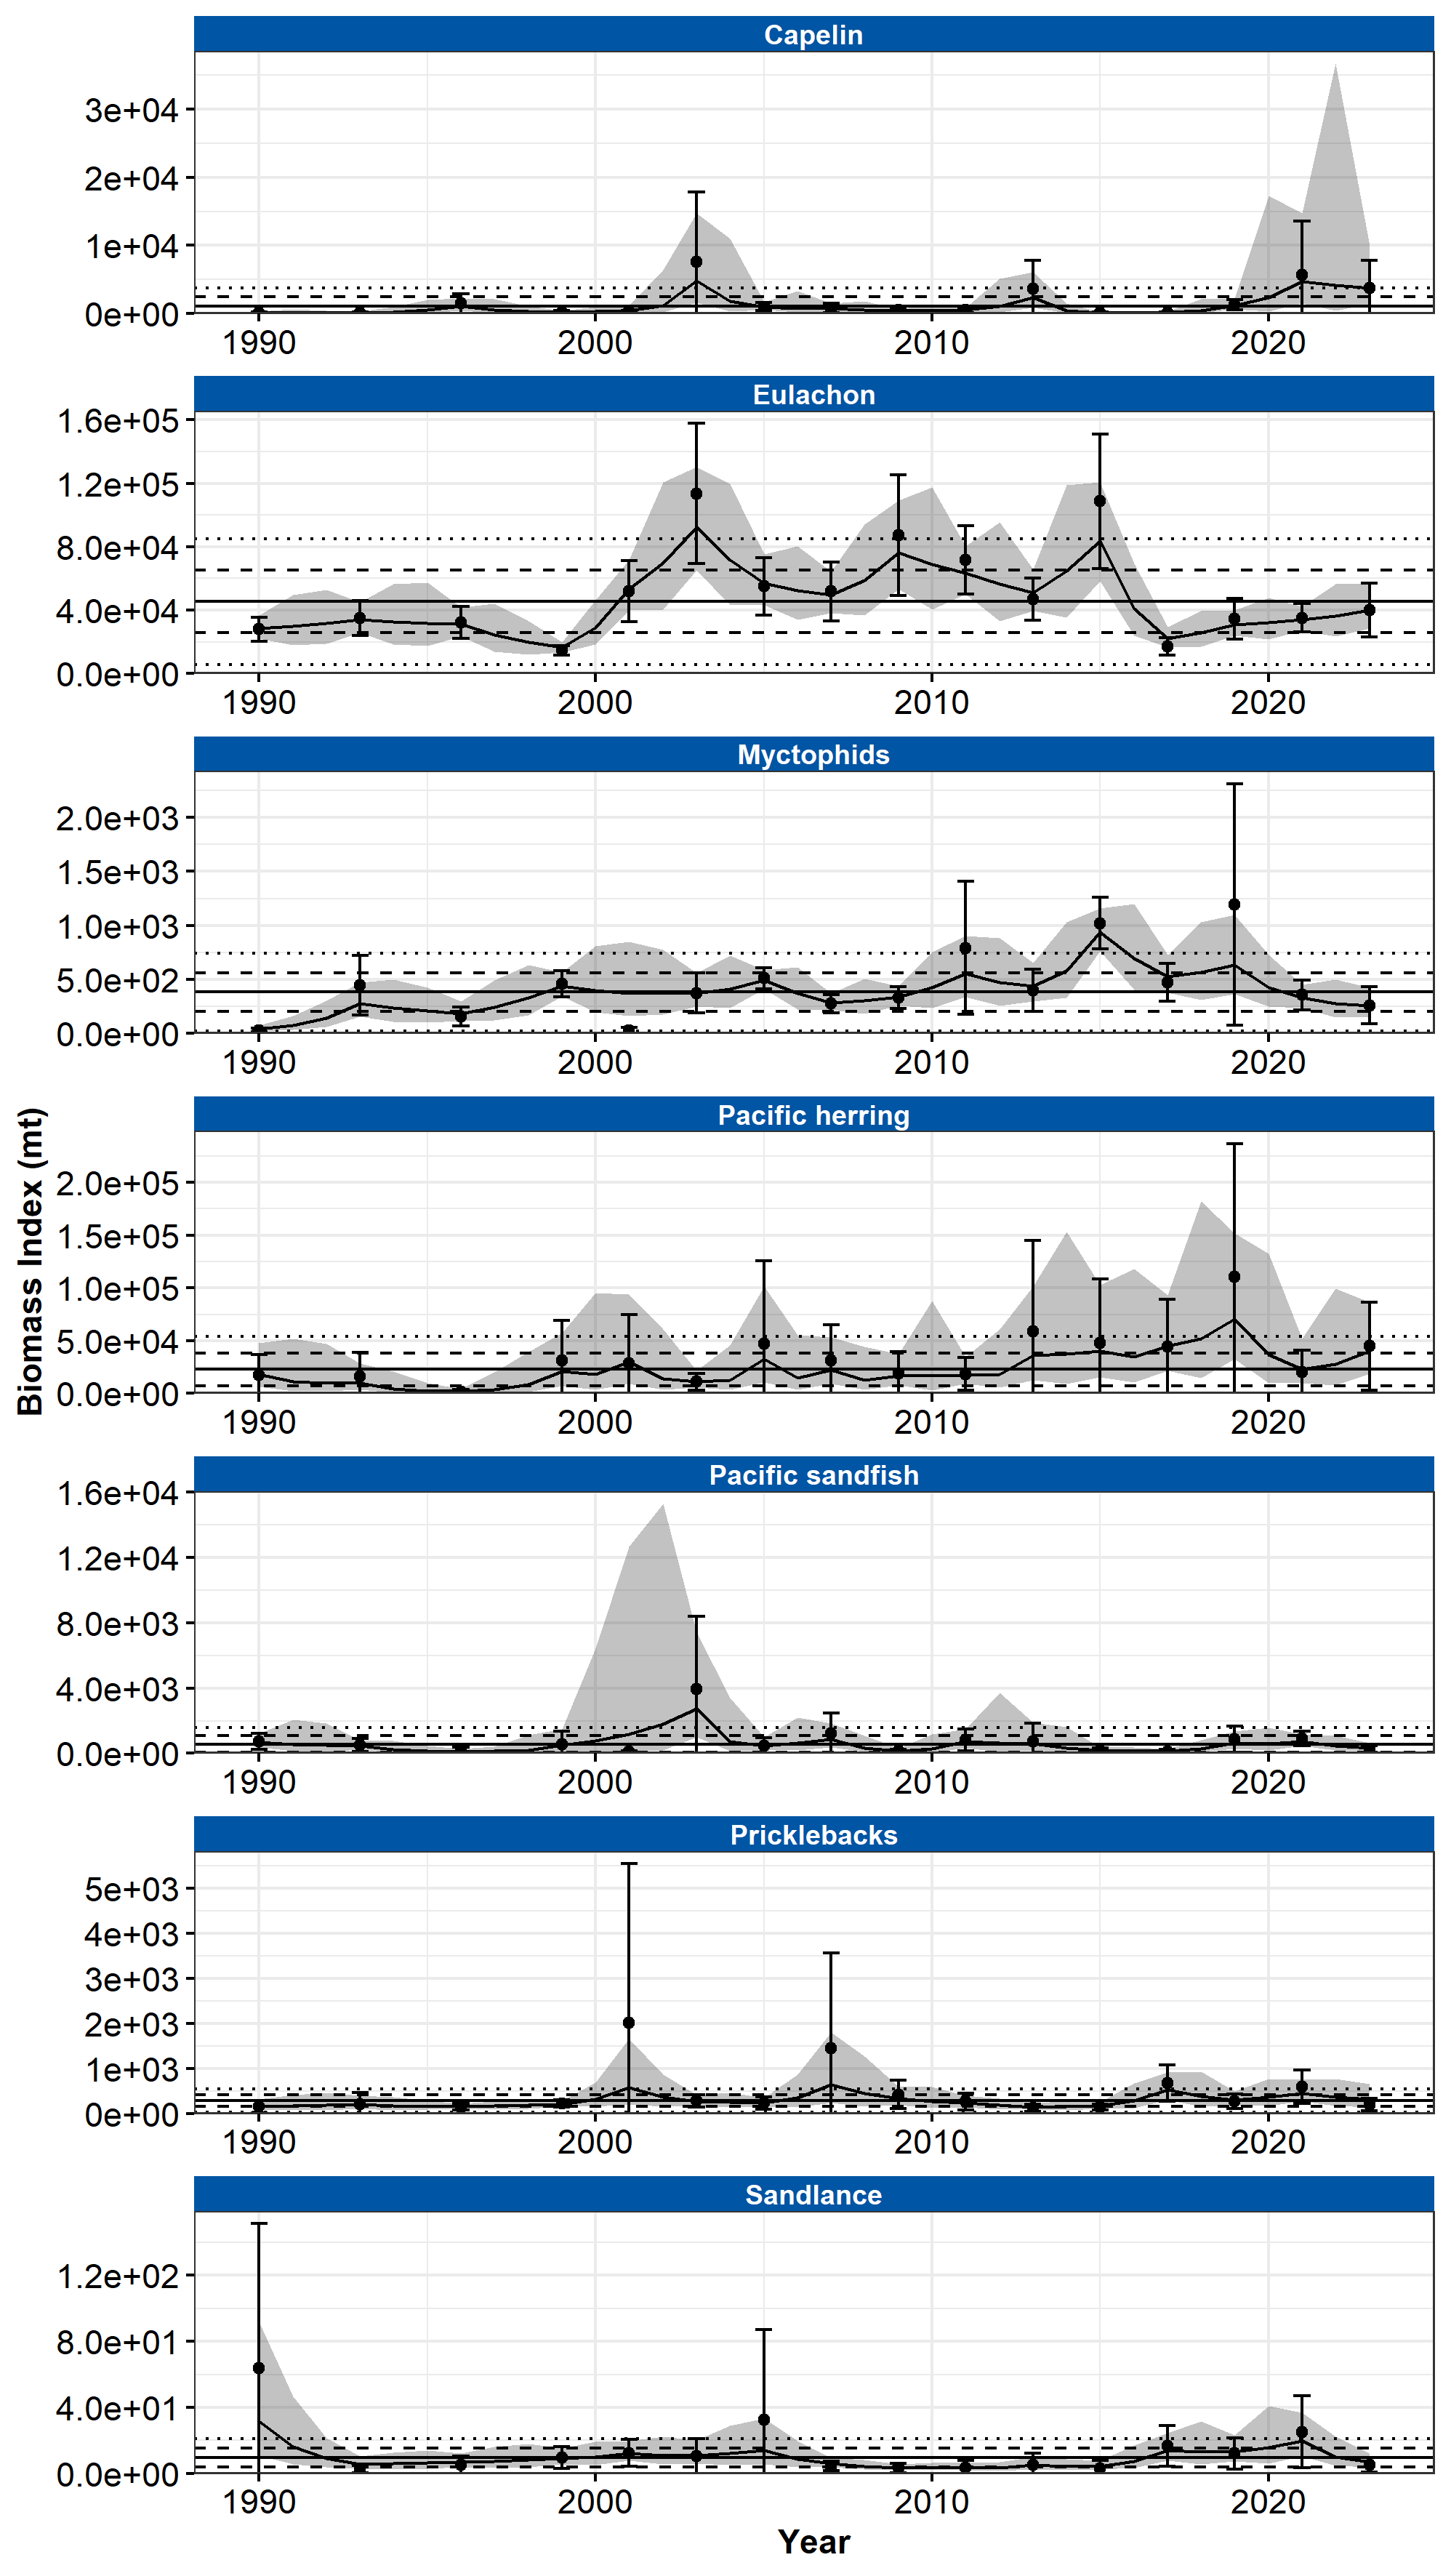 Capelin
3e+04
2e+04
1e+04
0e+00
1990 2000 2010 2020
Eulachon
1.6e+05
1.2e+05
8.0e+04
4.0e+04
0.0e+00
1990 2000 2010 2020
Myctophids
2.0e+03
1.5e+03
1.0e+03
5.0e+02
0.0e+00
1990 2000 2010 2020
Biomass Index (mt)
Pacific herring
2.0e+05
1.5e+05
1.0e+05
5.0e+04
0.0e+00
1990 2000 2010 2020
Pacific sandfish
1.6e+04
1.2e+04
8.0e+03
4.0e+03
0.0e+00
1990 2000 2010 2020
Pricklebacks
5e+03
4e+03
3e+03
2e+03
1e+03
0e+00
1990 2000 2010 2020
Sandlance
1.2e+02
8.0e+01
4.0e+01
0.0e+00
1990 2000 2010 2020
Year